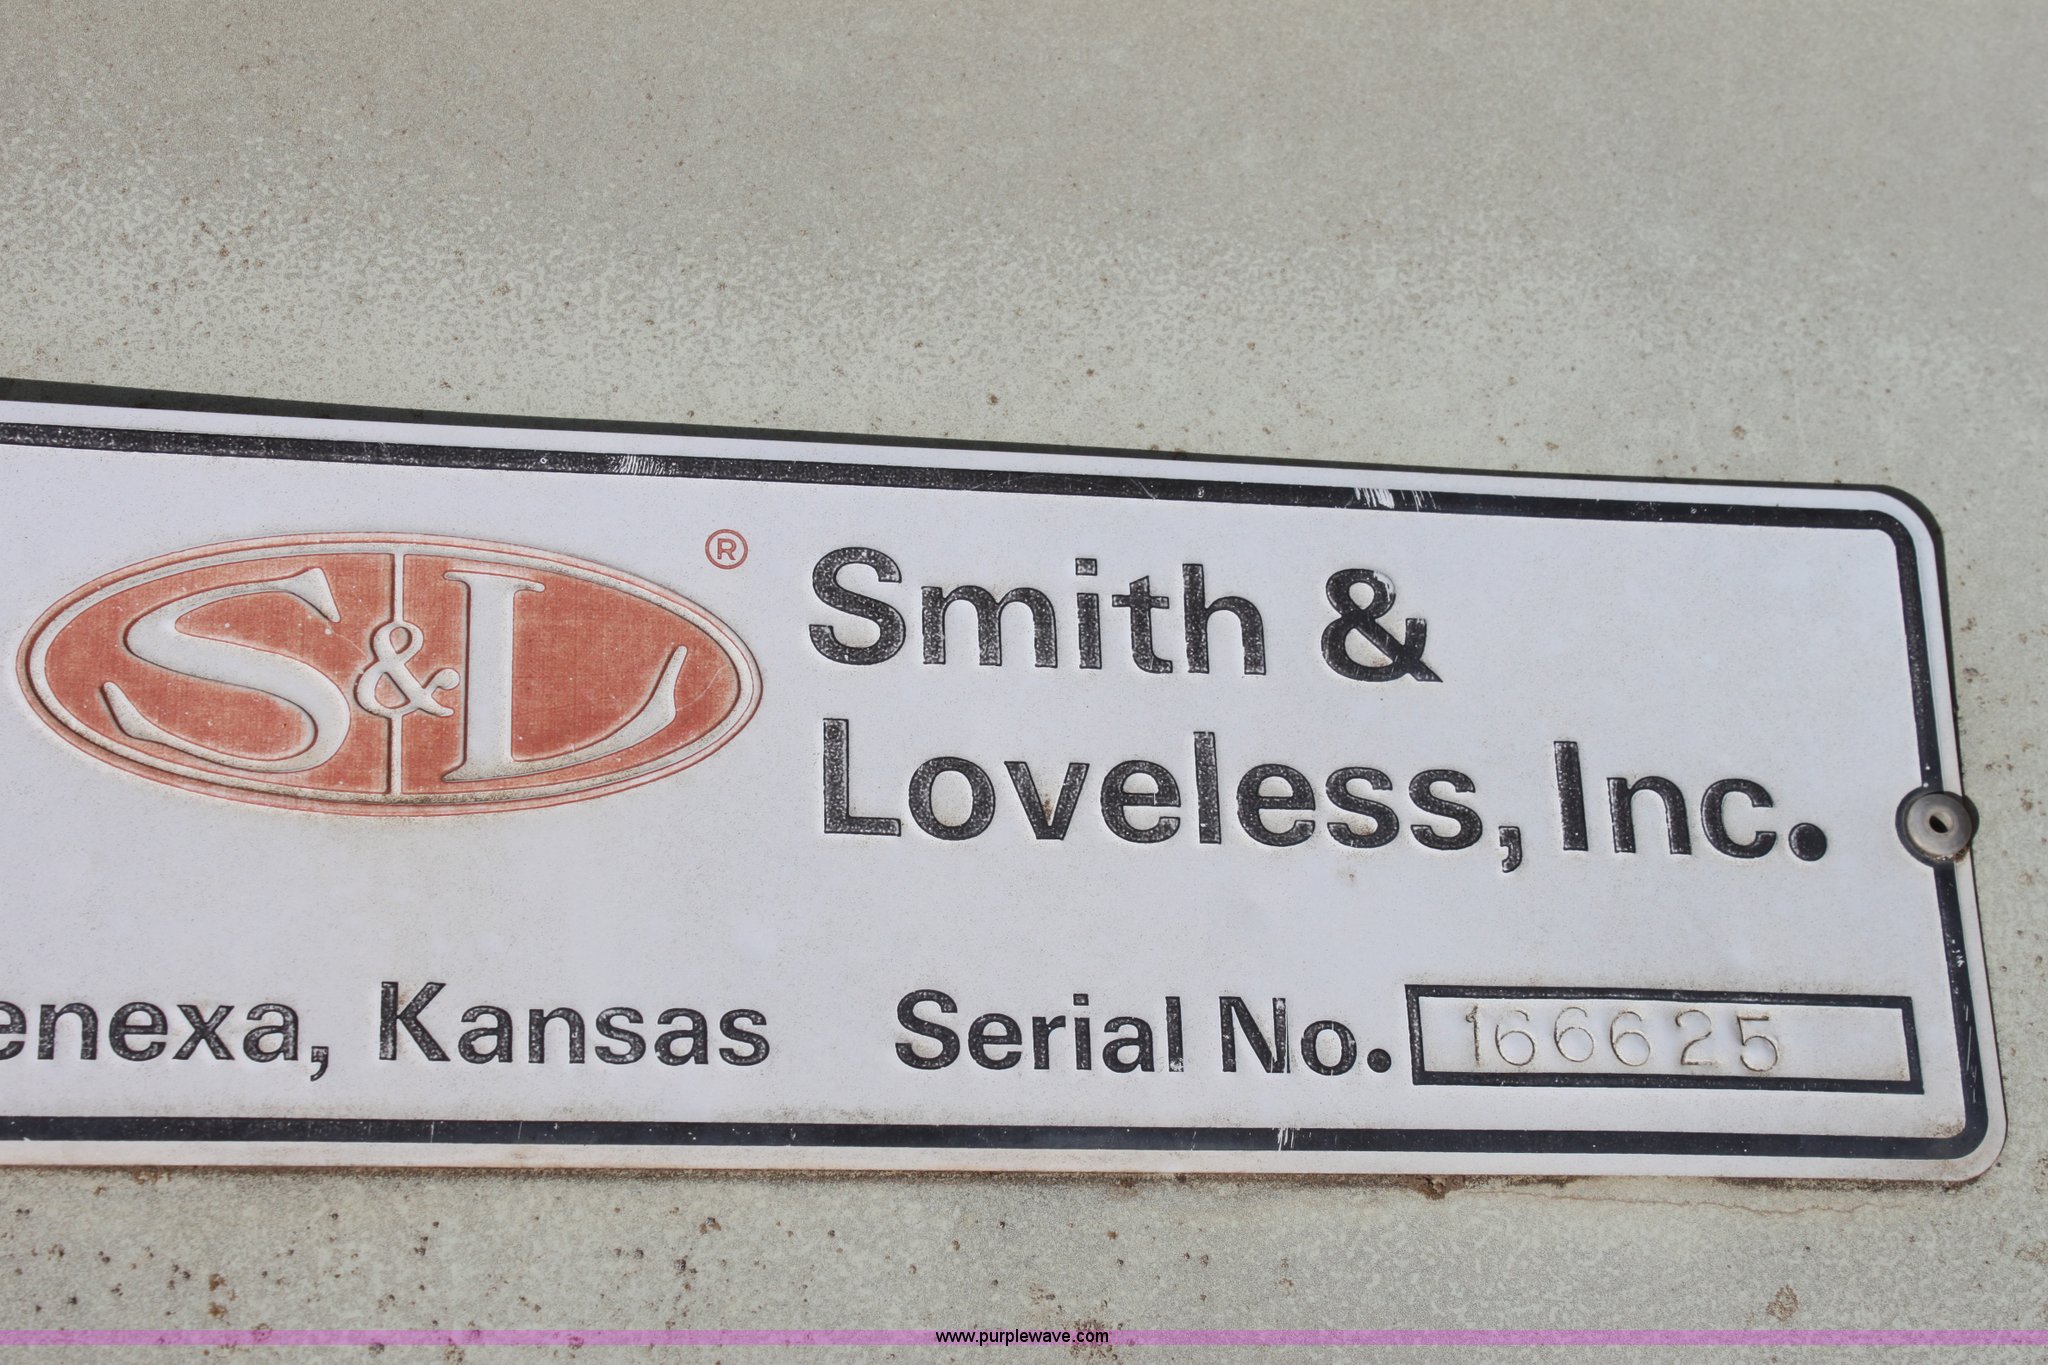 S&L ®
Smith &
Loveless, Inc.
enexa, Kansas
Serial No. 166625
www.purplewave.com